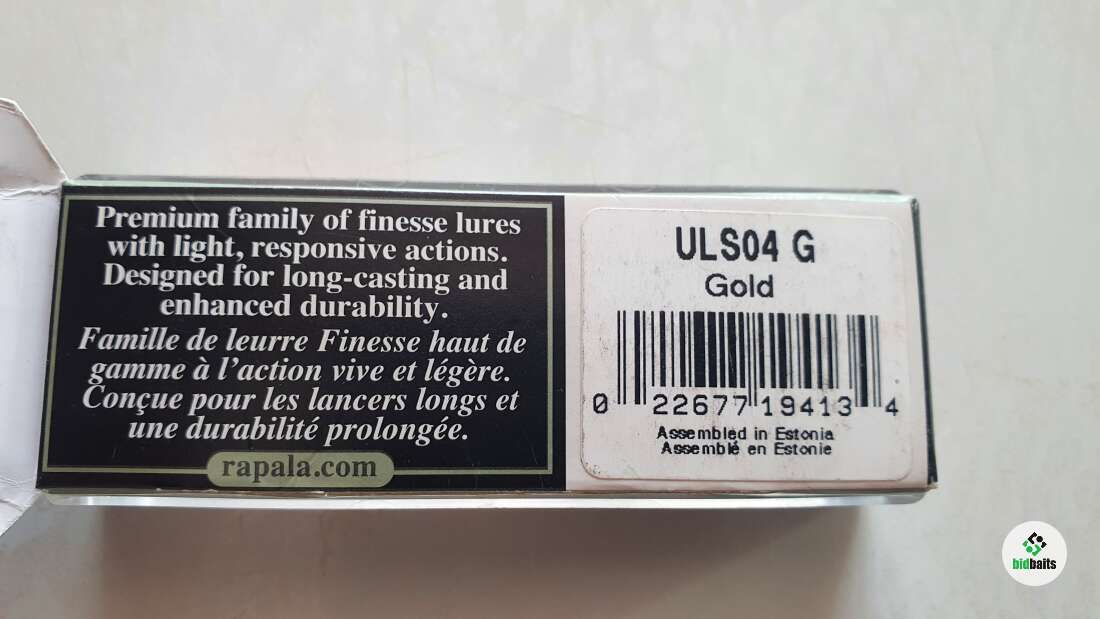 Premium family of finesse lures
with light, responsive actions.
Designed for long-casting and
enhanced durability.
Famille de leurre Finesse haut de
gamme à l'action vive et légère.
Conçue pour les lancers longs et
une durabilité prolongée.
rapala.com
ULS04 G
Gold
0 22677 19413 4
Assembled in Estonia
Assemblé en Estonie
bidbaits